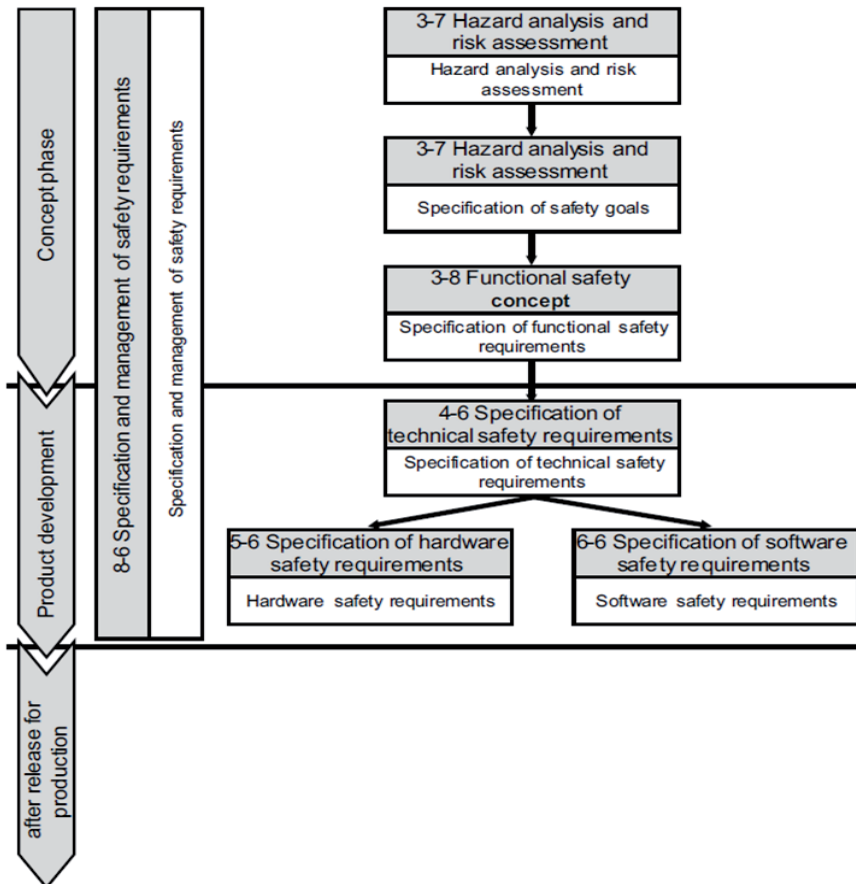 Concept phase
Product development
after release for
production
8-6 Specification and management of safety requirements
Specification and management of safety requirements
3-7 Hazard analysis and
risk assessment
Hazard analysis and risk
assessment
3-7 Hazard analysis and
risk assessment
Specification of safety goals
3-8 Functional safety
concept
Specification of functional safety
requirements
4-6 Specification of
technical safety requirements
Specification of technical safety
requirements
5-6 Specification of hardware
safety requirements
Hardware safety requirements
6-6 Specification of software
safety requirements
Software safety requirements